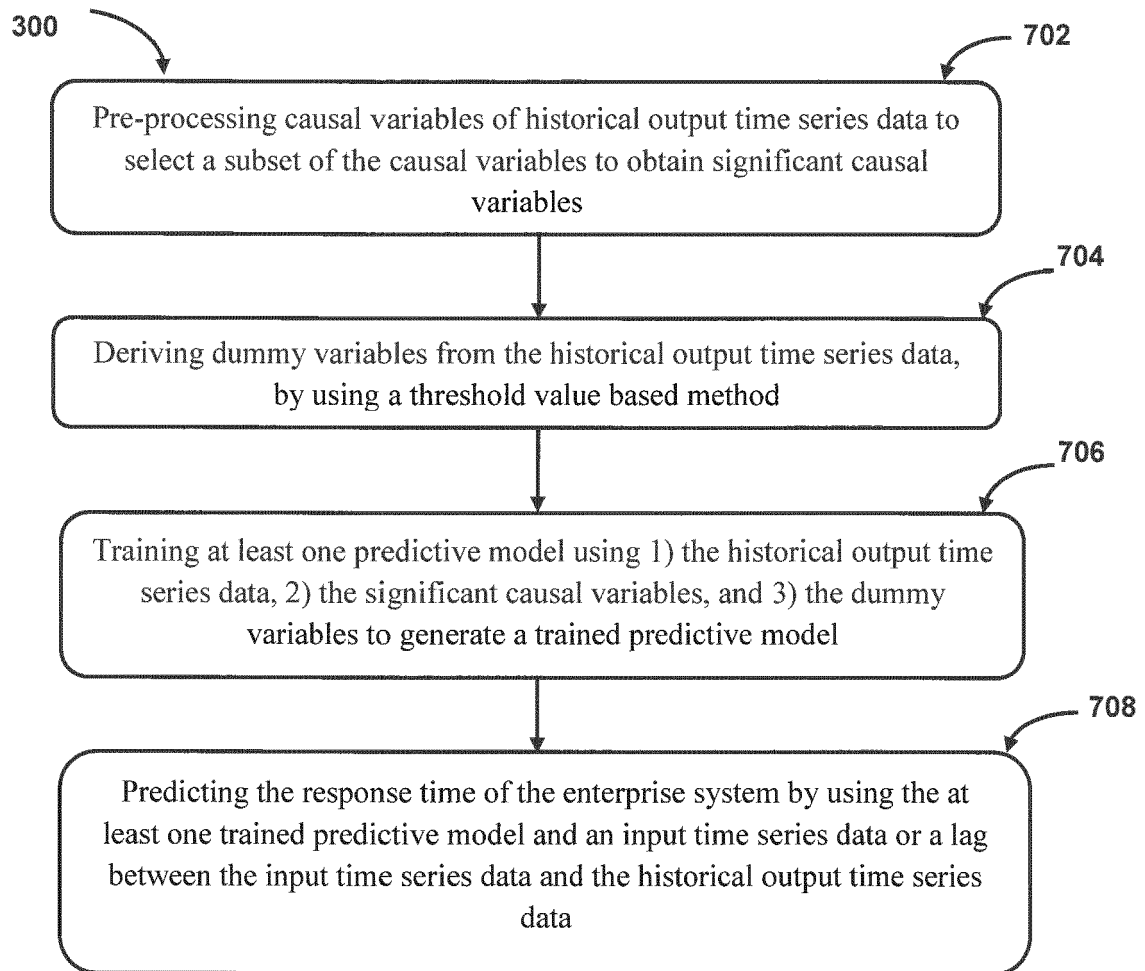 300
702
Pre-processing causal variables of historical output time series data to
select a subset of the causal variables to obtain significant causal
variables
704
Deriving dummy variables from the historical output time series data,
by using a threshold value based method
706
Training at least one predictive model using 1) the historical output time
series data, 2) the significant causal variables, and 3) the dummy
variables to generate a trained predictive model
708
Predicting the response time of the enterprise system by using the at
least one trained predictive model and an input time series data or a lag
between the input time series data and the historical output time series
data